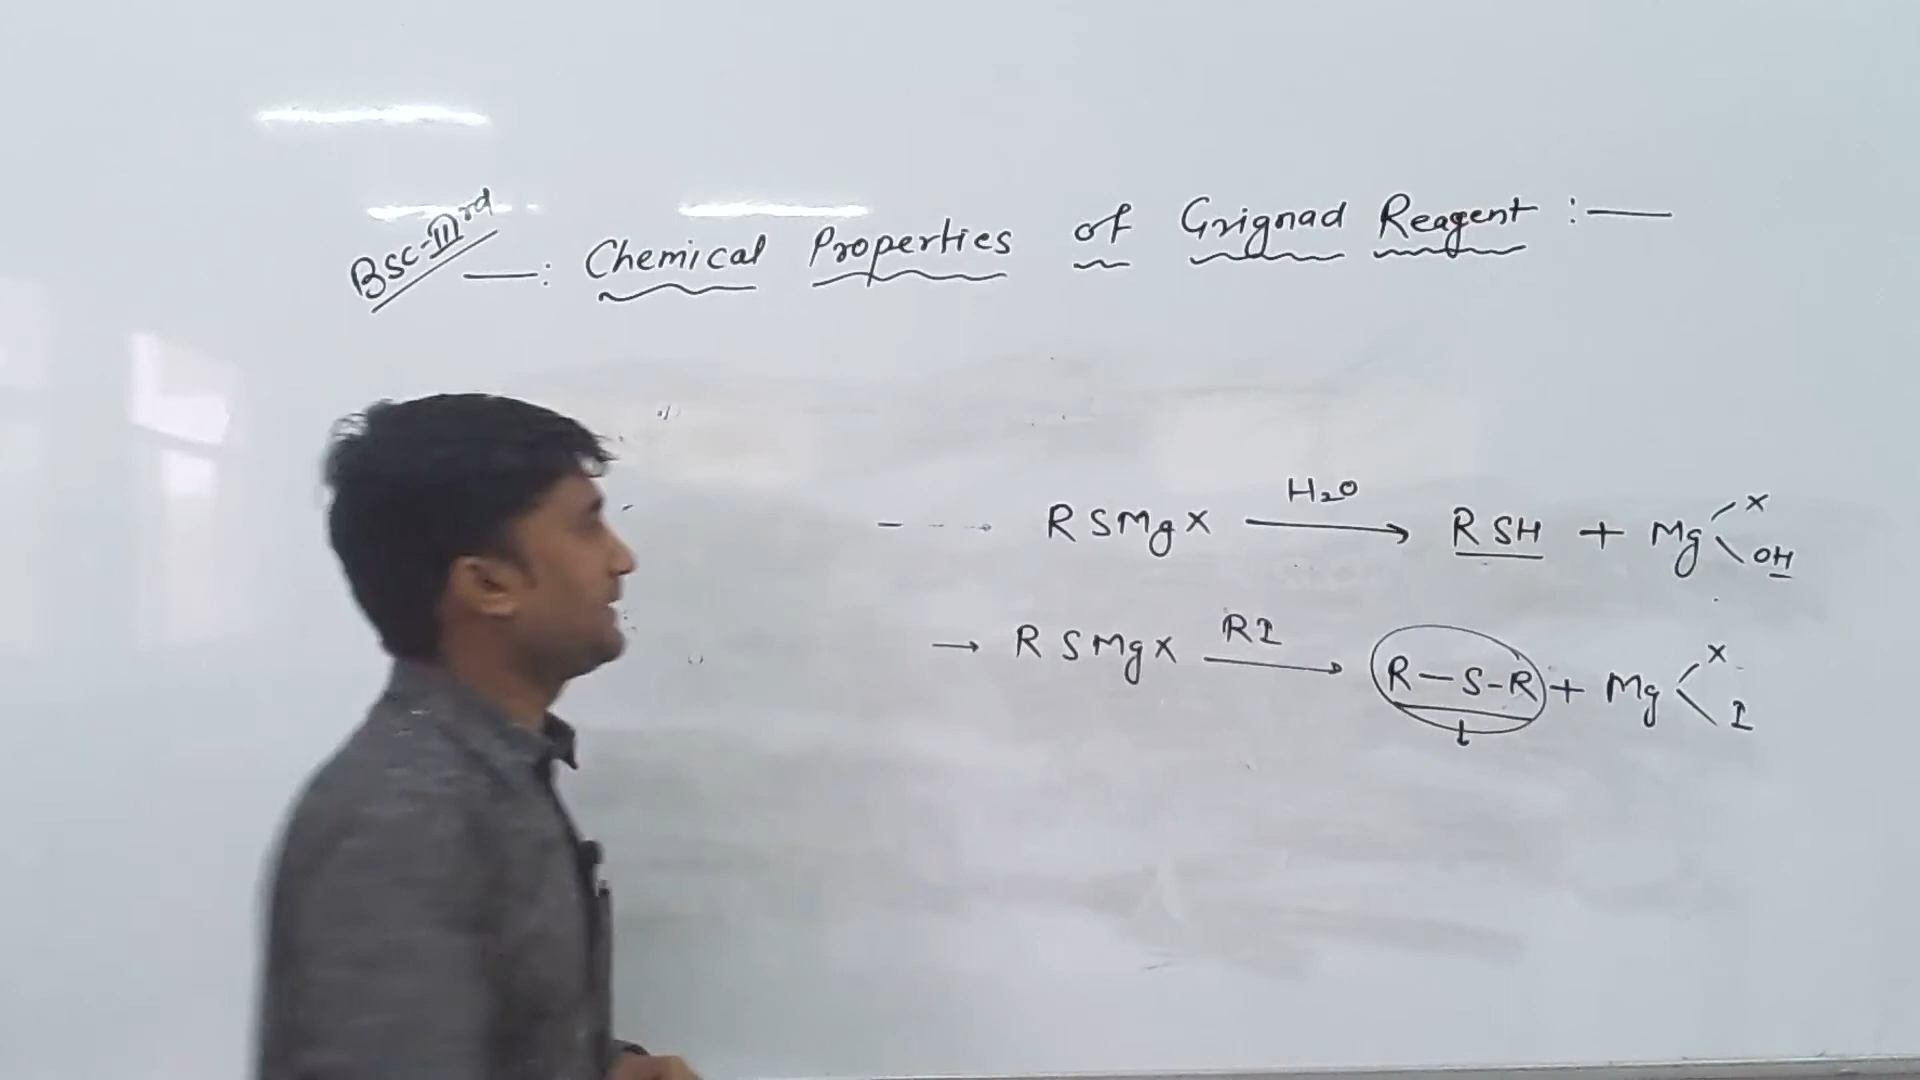 Bsc-IIIrd
—: Chemical Properties of Grignad Reagent :—
- - - -> RSMgX —H₂O→ RSH + Mg<X OH
→ RSMgX —RI→ R—S-R + Mg<X I